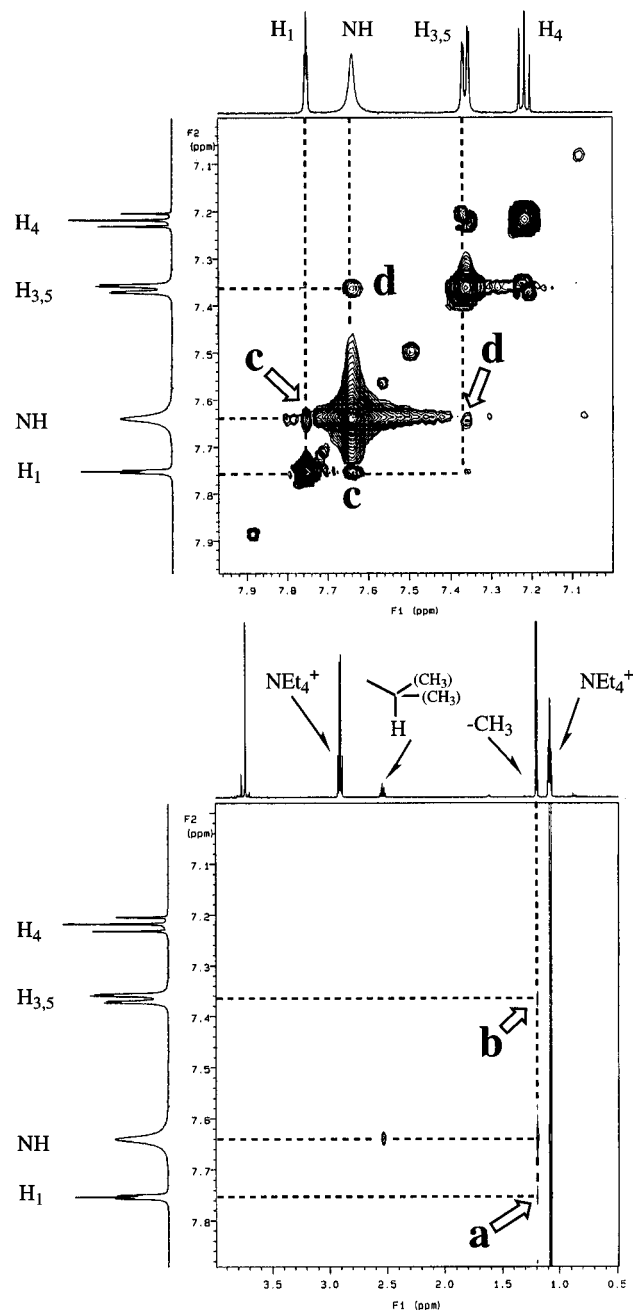 H1 NH H3,5 H4
F2
(ppm)
7.1
7.2
7.3
7.4
7.5
7.6
7.7
7.8
7.9
H4
H3,5
NH
H1
d
c
d
c
7.9 7.8 7.7 7.6 7.5 7.4 7.3 7.2 7.1
F1 (ppm)
NEt4+
(CH3)
(CH3)
H
-CH3
NEt4+
F2
(ppm)
7.1
7.2
7.3
7.4
7.5
7.6
7.7
7.8
H4
H3,5
NH
H1
b
a
3.5 3.0 2.5 2.0 1.5 1.0 0.5
F1 (ppm)